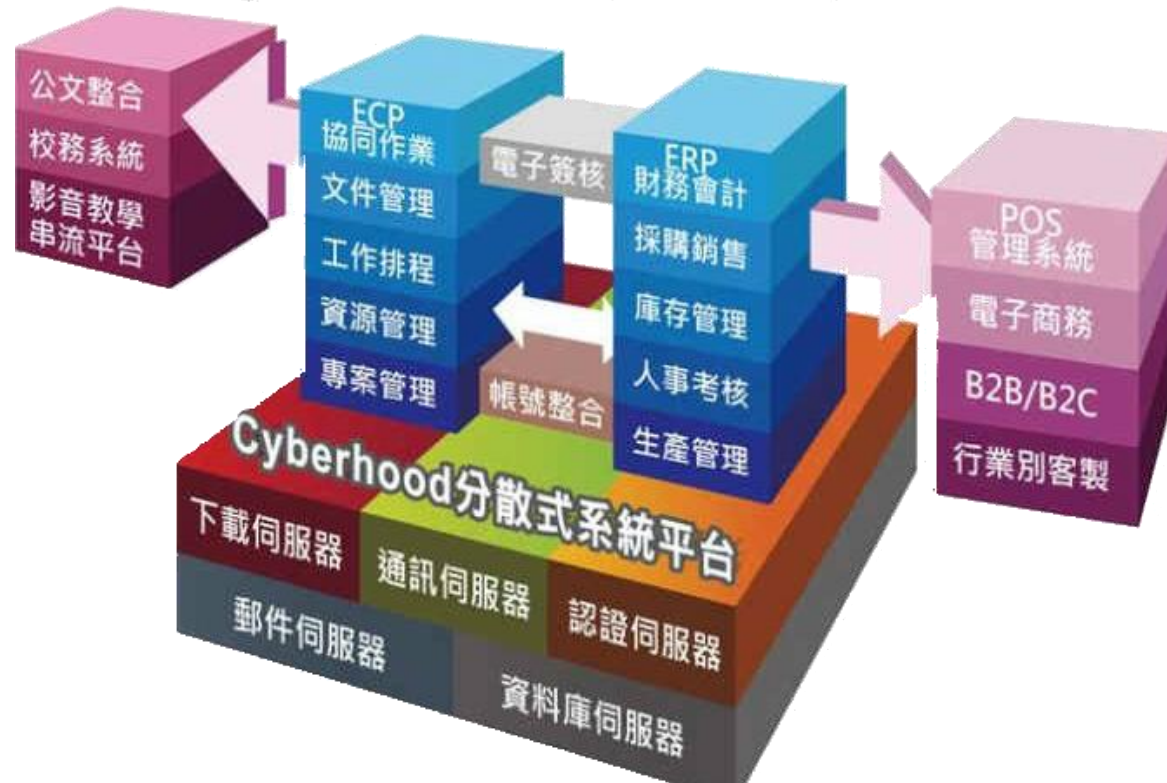 公文整合
校務系統
影音教學
串流平台
ECP
協同作業
文件管理
工作排程
資源管理
專案管理
電子簽核
帳號整合
ERP
財務會計
採購銷售
庫存管理
人事考核
生產管理
POS
管理系統
電子商務
B2B/B2C
行業別客製
Cyberhood分散式系統平台
下載伺服器
通訊伺服器
認證伺服器
郵件伺服器
資料庫伺服器